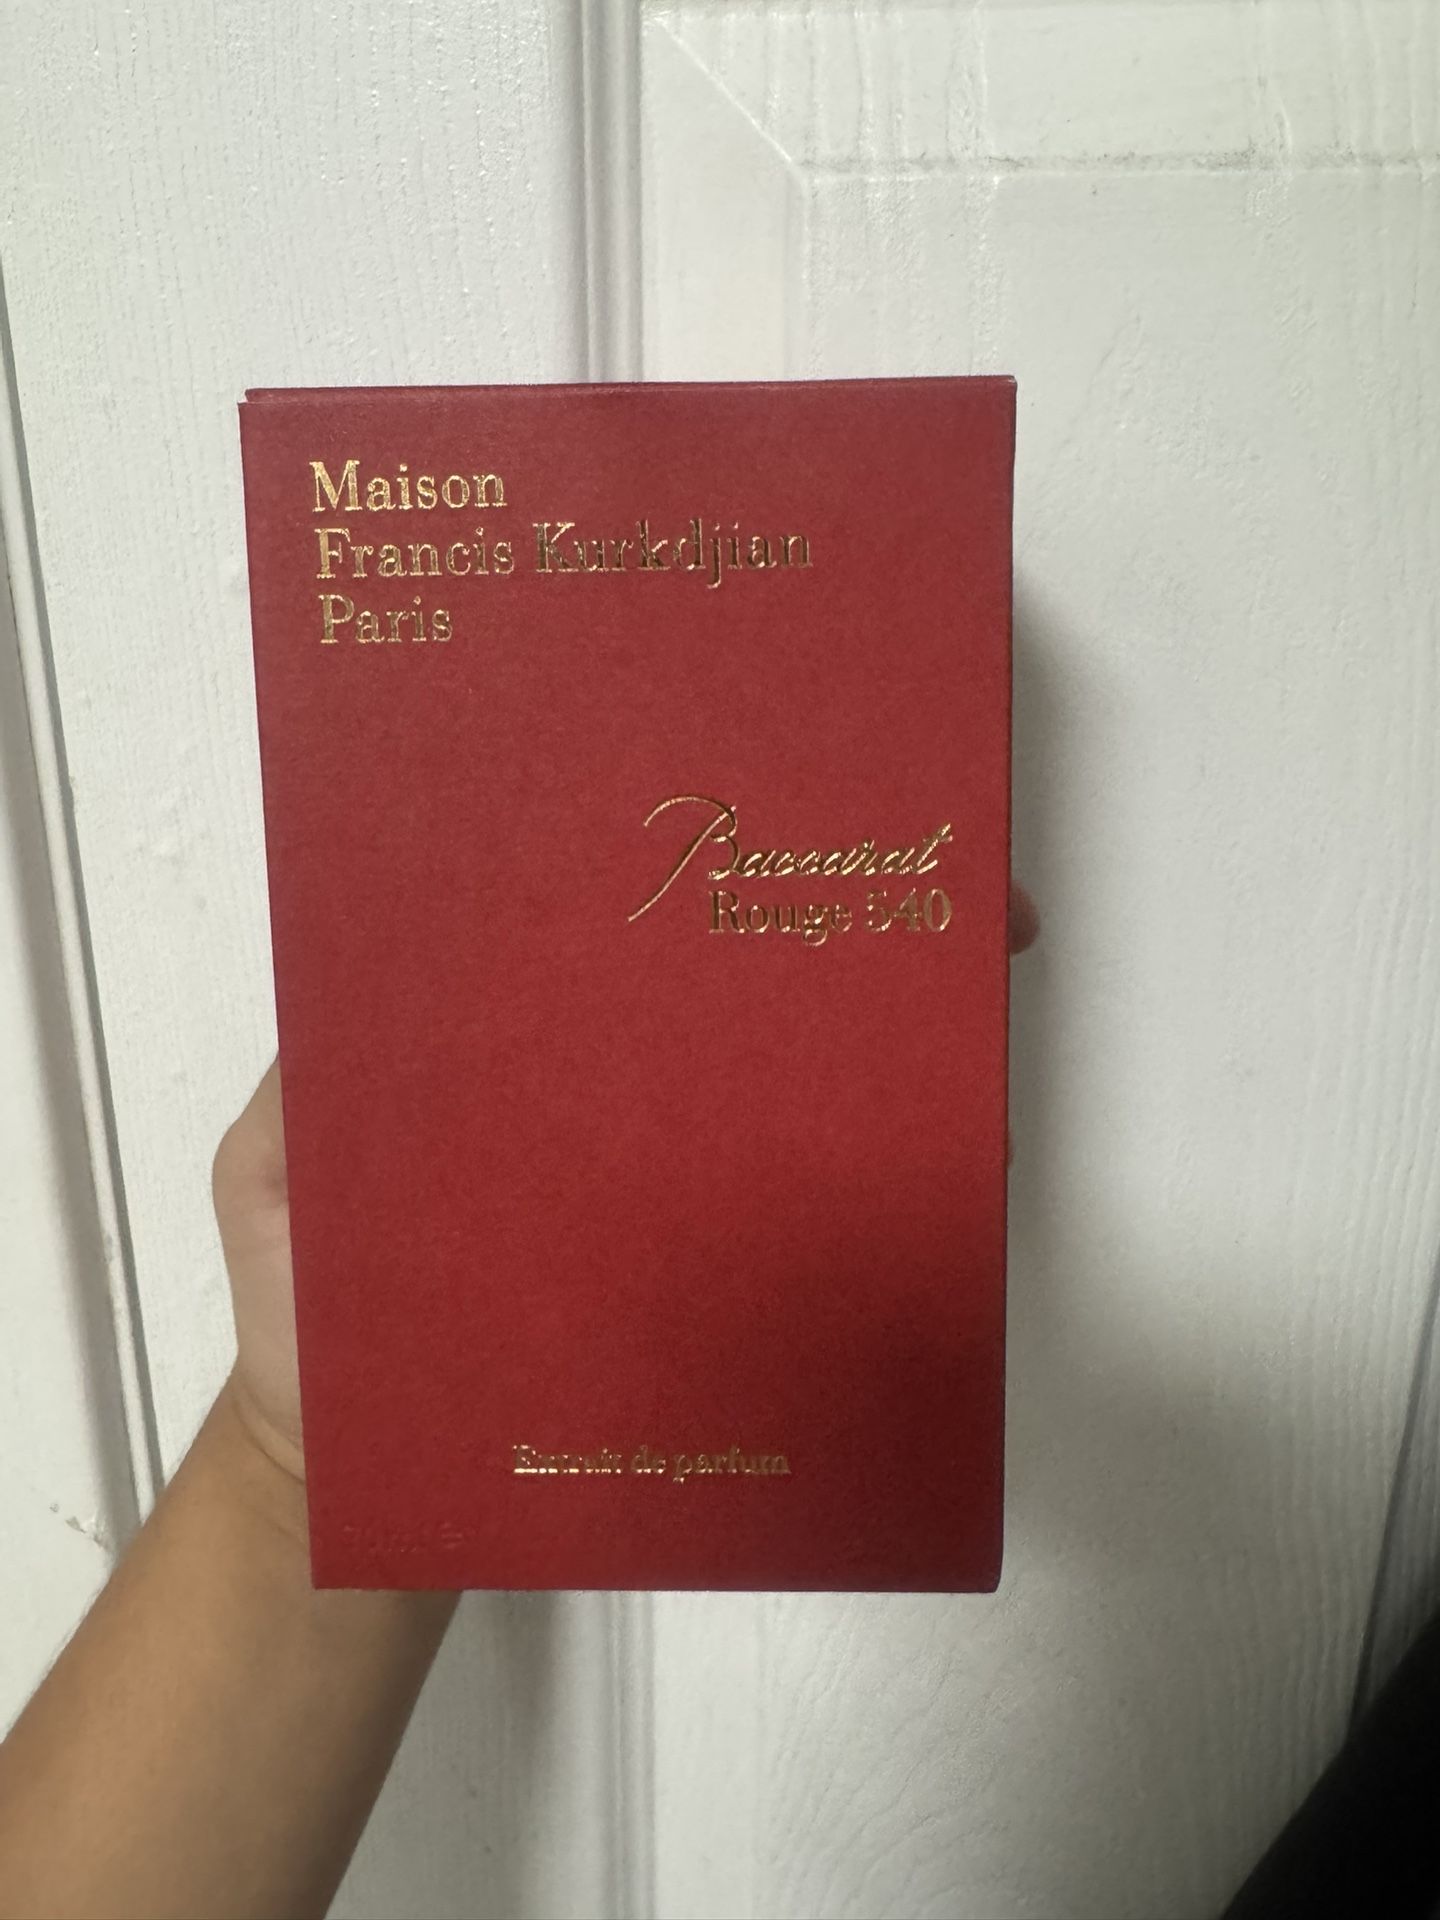 Maison
Francis Kurkdjian
Paris
Baccarat
Rouge 540
Extrait de parfum